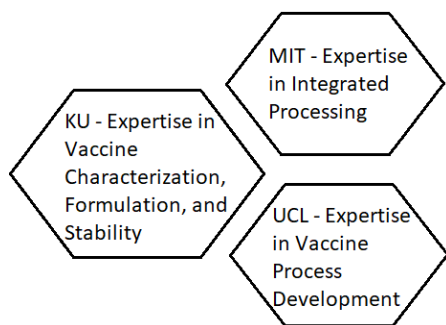 MIT - Expertise
in Integrated
Processing
KU - Expertise in
Vaccine
Characterization,
Formulation, and
Stability
UCL - Expertise
in Vaccine
Process
Development